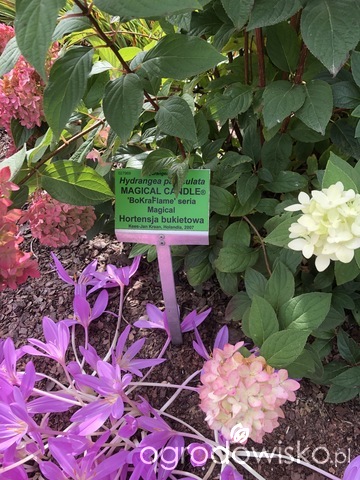 Hydrangea paniculata
MAGICAL CANDLE®
'BoKraFlame' seria
Magical
Hortensja bukietowa
Kees Jan Kraan, Holandia, 2007
ogrodowisko.pl